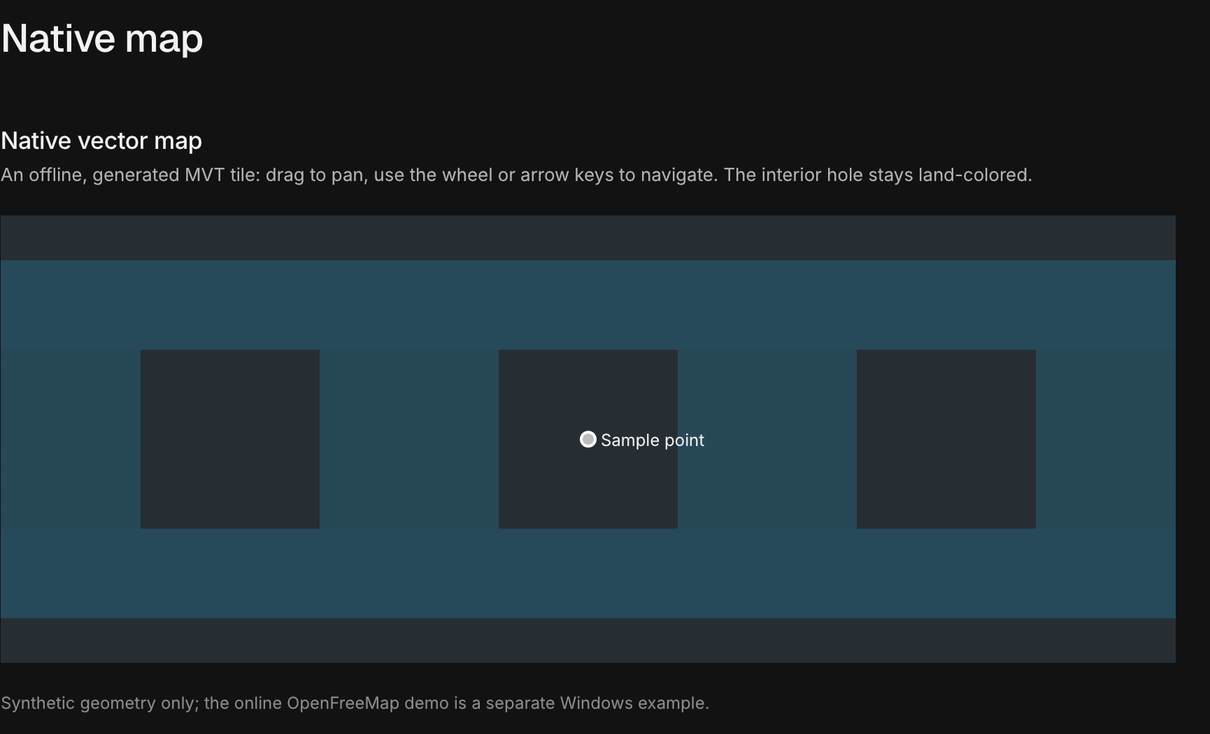 Native map
Native vector map
An offline, generated MVT tile: drag to pan, use the wheel or arrow keys to navigate. The interior hole stays land-colored.
Sample point
Synthetic geometry only; the online OpenFreeMap demo is a separate Windows example.